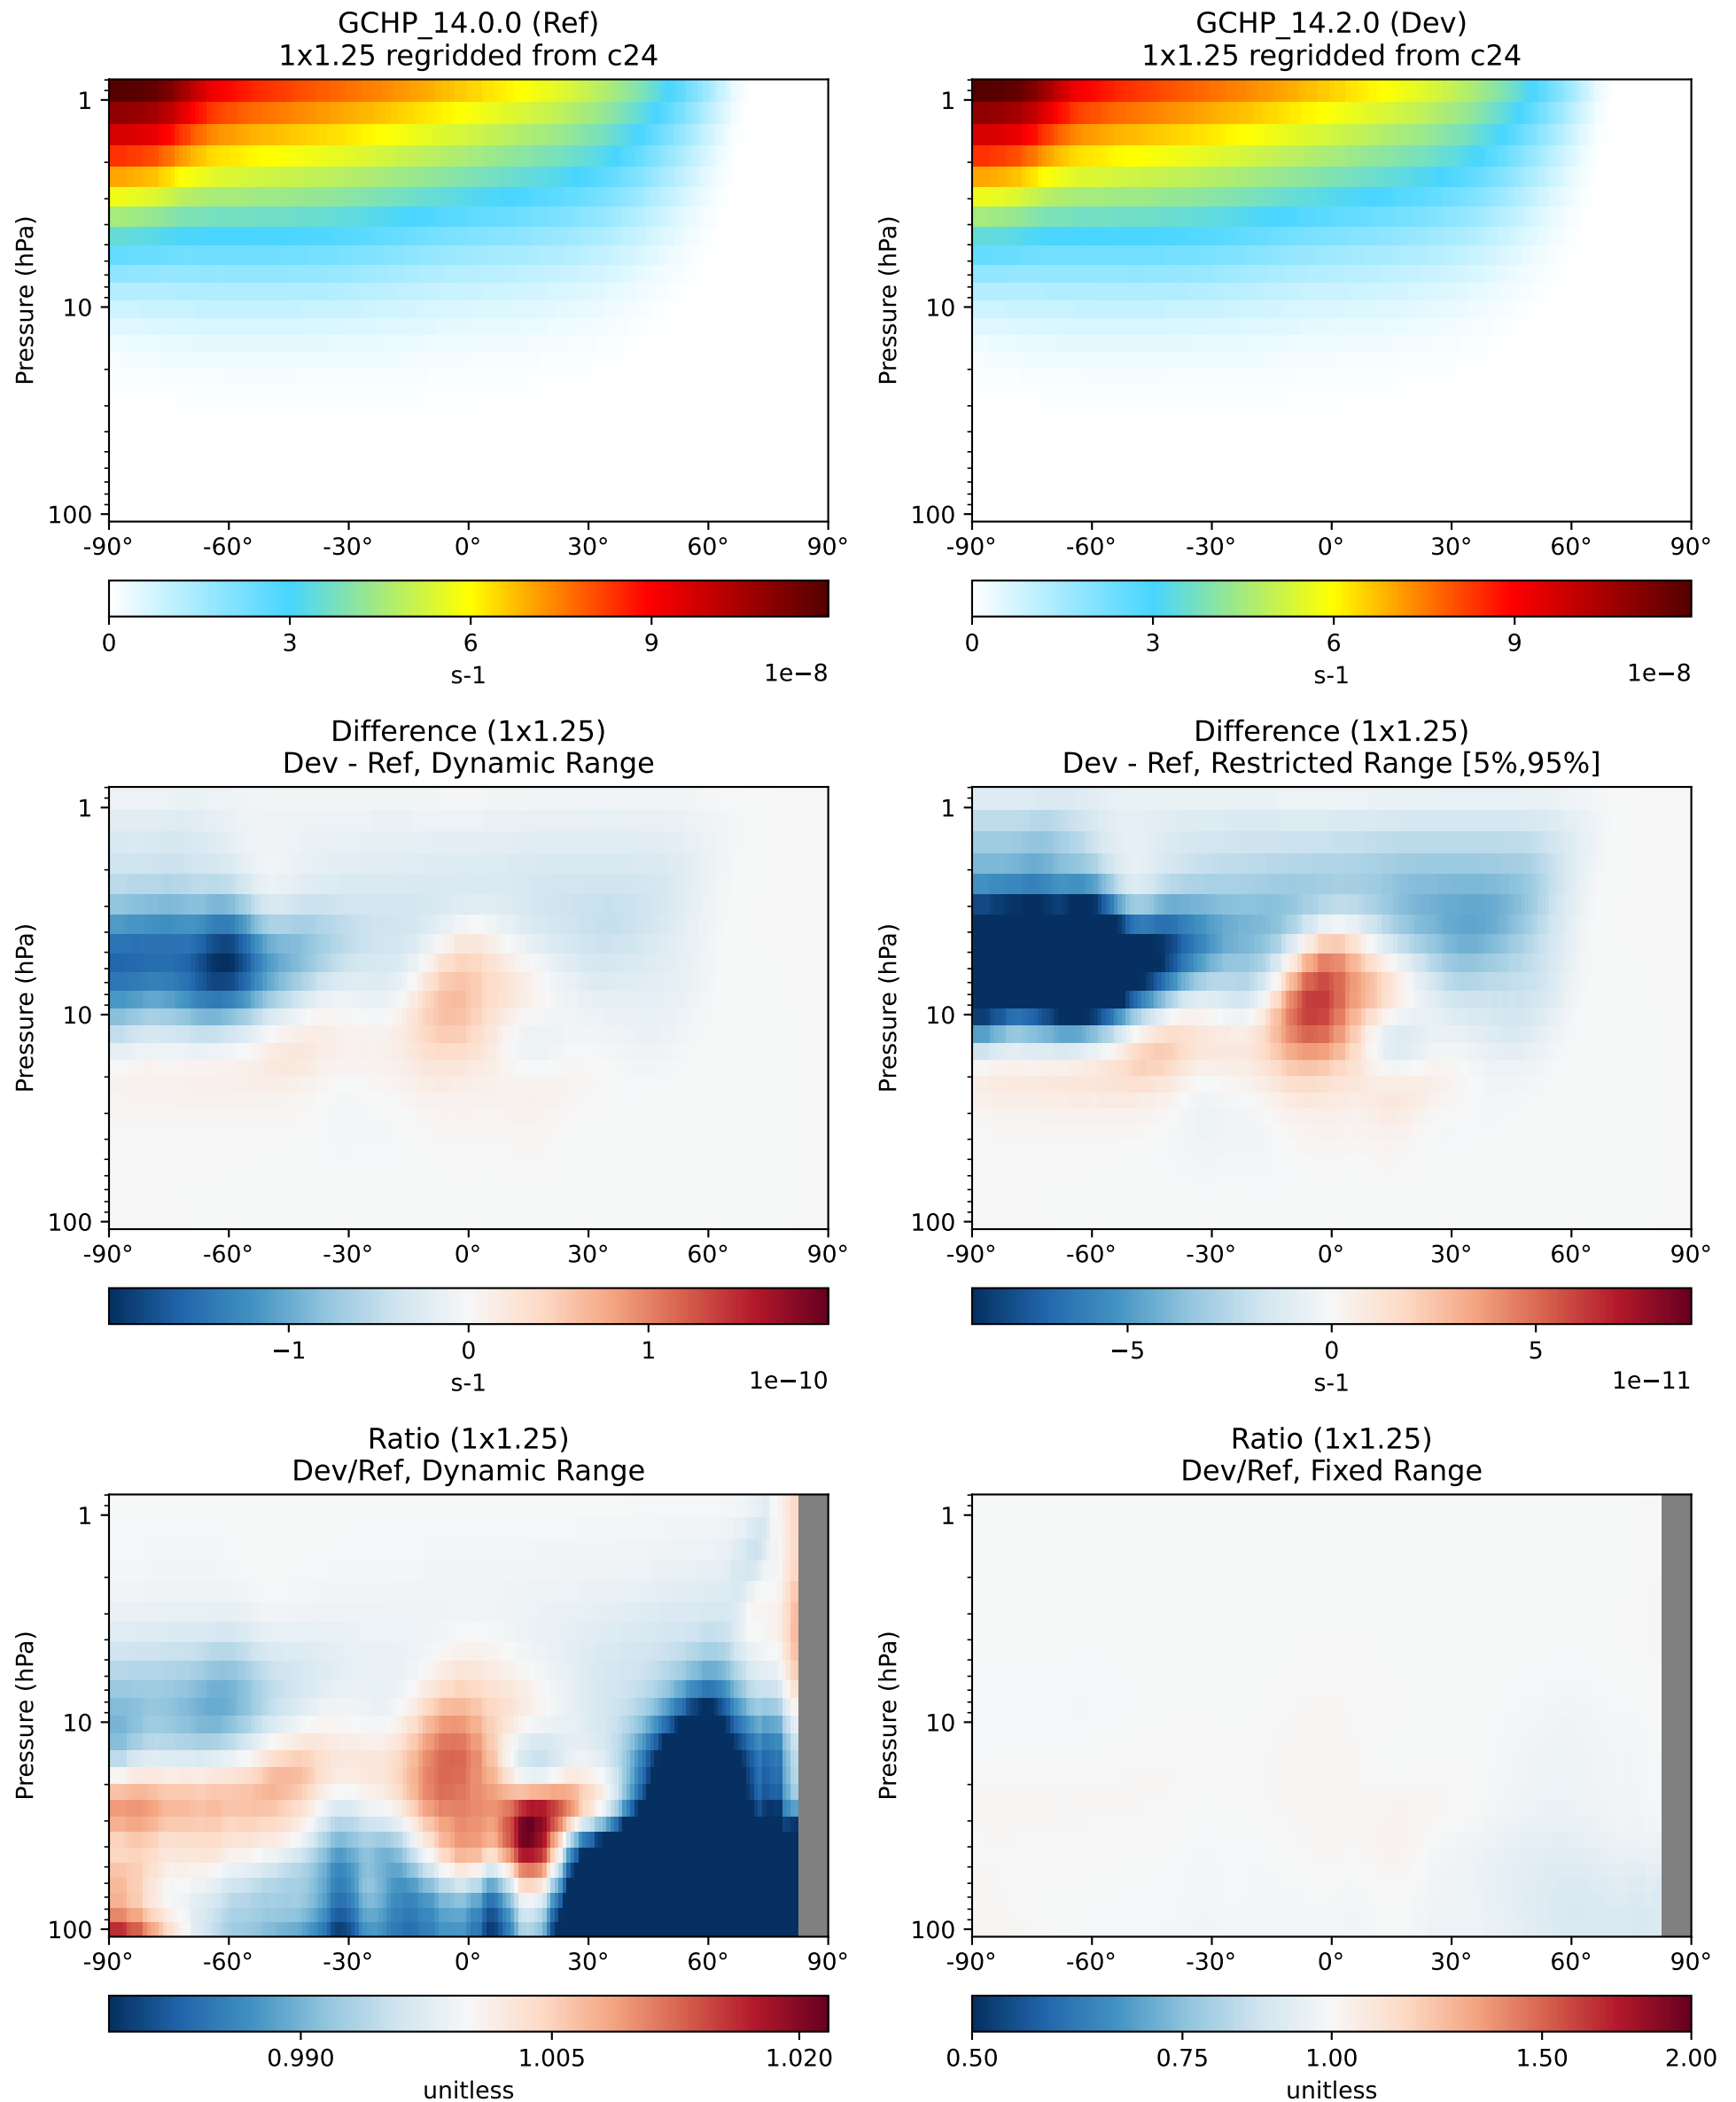 GCHP_14.0.0 (Ref)
1x1.25 regridded from c24
Pressure (hPa)
1
10
100
-90° -60° -30° 0° 30° 60° 90°
0 3 6 9
s-1 1e−8
GCHP_14.2.0 (Dev)
1x1.25 regridded from c24
Pressure (hPa)
1
10
100
-90° -60° -30° 0° 30° 60° 90°
0 3 6 9
s-1 1e−8
Difference (1x1.25)
Dev - Ref, Dynamic Range
Pressure (hPa)
1
10
100
-90° -60° -30° 0° 30° 60° 90°
−1 0 1
s-1 1e−10
Difference (1x1.25)
Dev - Ref, Restricted Range [5%,95%]
Pressure (hPa)
1
10
100
-90° -60° -30° 0° 30° 60° 90°
−5 0 5
s-1 1e−11
Ratio (1x1.25)
Dev/Ref, Dynamic Range
Pressure (hPa)
1
10
100
-90° -60° -30° 0° 30° 60° 90°
0.990 1.005 1.020
unitless
Ratio (1x1.25)
Dev/Ref, Fixed Range
Pressure (hPa)
1
10
100
-90° -60° -30° 0° 30° 60° 90°
0.50 0.75 1.00 1.50 2.00
unitless